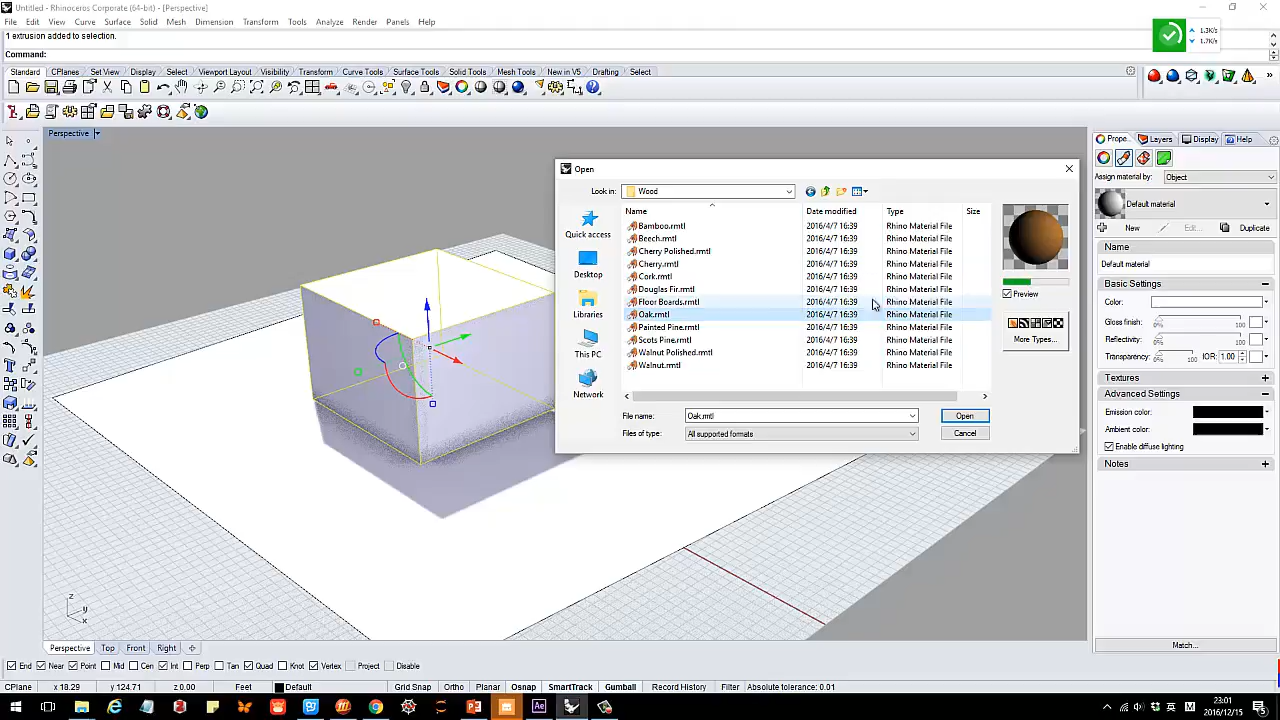 Untitled - Rhinoceros Corporate (64-bit) - [Perspective]
File Edit View Curve Surface Solid Mesh Dimension Transform Tools Analyze Render Panels Help
1 extrusion added to selection.
Command:
1.3K/s
1.7K/s
Standard CPlanes Set View Display Select Viewport Layout Visibility Transform Curve Tools Surface Tools Solid Tools Mesh Tools New in V5 Drafting Select
Perspective
Open
Look in: Wood
Name Date modified Type Size
Bamboo.rmtl 2016/4/7 16:39 Rhino Material File
Beech.rmtl 2016/4/7 16:39 Rhino Material File
Cherry Polished.rmtl 2016/4/7 16:39 Rhino Material File
Cherry.rmtl 2016/4/7 16:39 Rhino Material File
Cork.rmtl 2016/4/7 16:39 Rhino Material File
Douglas Fir.rmtl 2016/4/7 16:39 Rhino Material File
Floor Boards.rmtl 2016/4/7 16:39 Rhino Material File
Oak.rmtl 2016/4/7 16:39 Rhino Material File
Painted Pine.rmtl 2016/4/7 16:39 Rhino Material File
Scots Pine.rmtl 2016/4/7 16:39 Rhino Material File
Walnut Polished.rmtl 2016/4/7 16:39 Rhino Material File
Walnut.rmtl 2016/4/7 16:39 Rhino Material File
Quick access
Desktop
Libraries
This PC
Network
Preview
More Types...
File name: Oak.rmtl Open
Files of type: All supported formats Cancel
Prope... Layers Display Help
Assign material by: Object
Default material
New Edit... Duplicate
Name
Default material
Basic Settings
Color:
Gloss finish: 0% 100
Reflectivity: 0% 100
Transparency: 0% 100 IOR: 1.00
Textures
Advanced Settings
Emission color:
Ambient color:
Enable diffuse lighting
Notes
Match...
z
y
x
Perspective Top Front Right
End Near Point Mid Cen Int Perp Tan Quad Knot Vertex Project Disable
CPlane x 18.29 y 124.71 z 0.00 Feet Default Grid Snap Ortho Planar Osnap SmartTrack Gumball Record History Filter Absolute tolerance: 0.01
23:01
2016/12/15